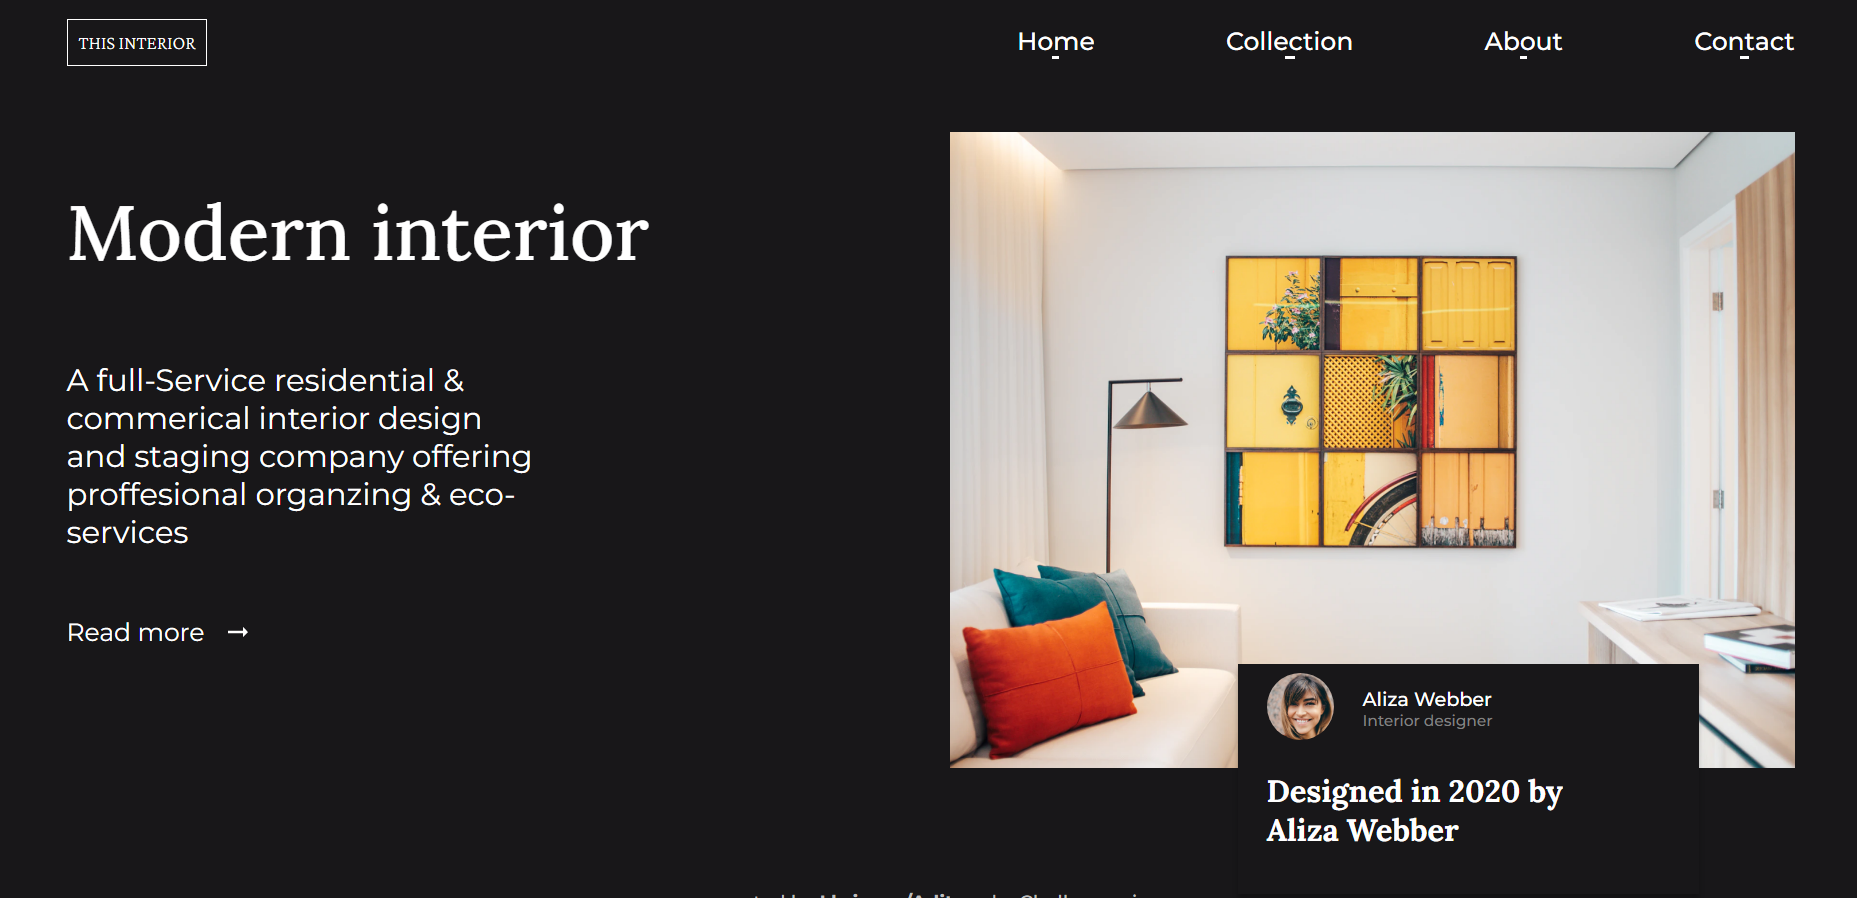 THIS INTERIOR
Home Collection About Contact
Modern interior
A full-Service residential &
commerical interior design
and staging company offering
proffesional organzing & eco-
services
Read more
Aliza Webber
Interior designer
Designed in 2020 by
Aliza Webber